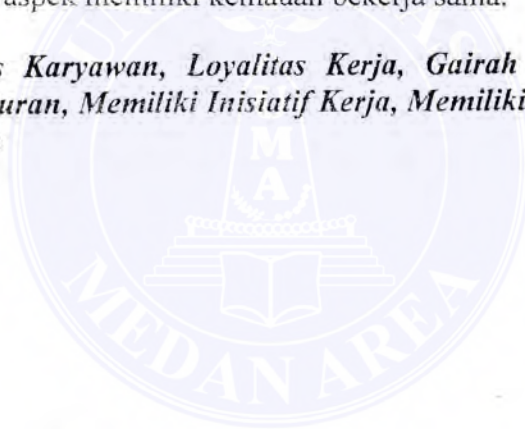 aspek memiliki kemauan bekerja sama.
Karyawan, Loyalitas Kerja, Gairah
uran, Memiliki Inisiatif Kerja, Memiliki
M
A
MEDAN AREA